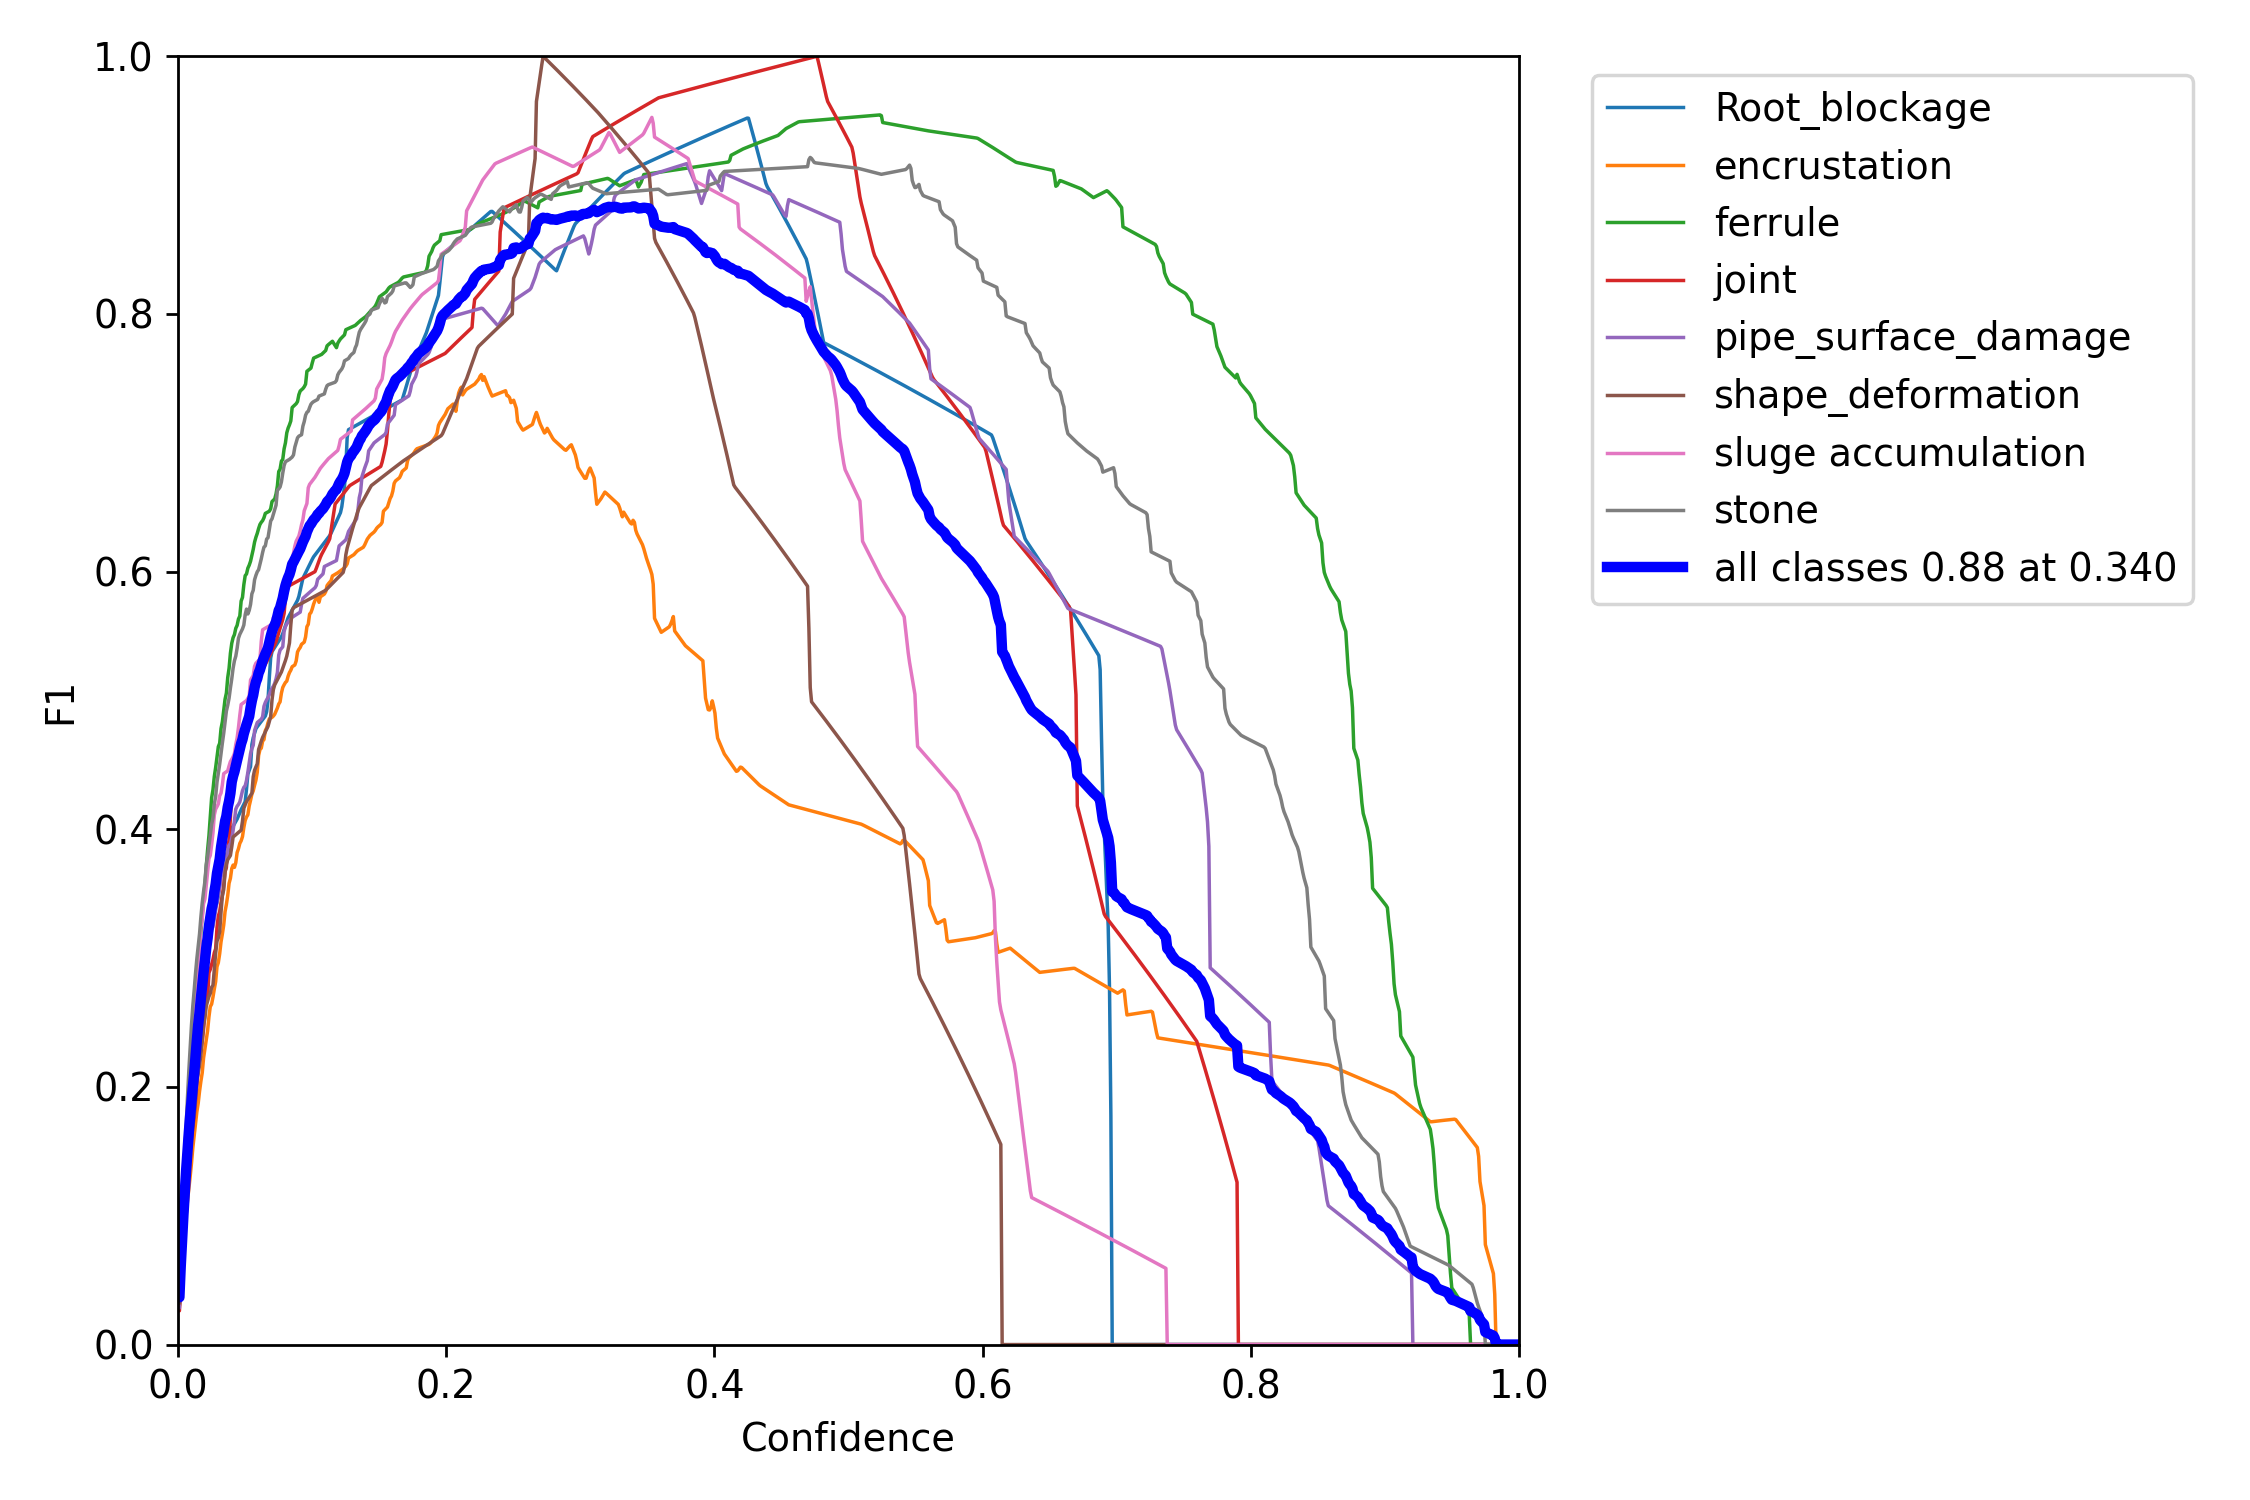 1.0
0.8
0.6
0.4
0.2
0.0
F1
0.0 0.2 0.4 0.6 0.8 1.0
Confidence
Root_blockage
encrustation
ferrule
joint
pipe_surface_damage
shape_deformation
sluge accumulation
stone
all classes 0.88 at 0.340